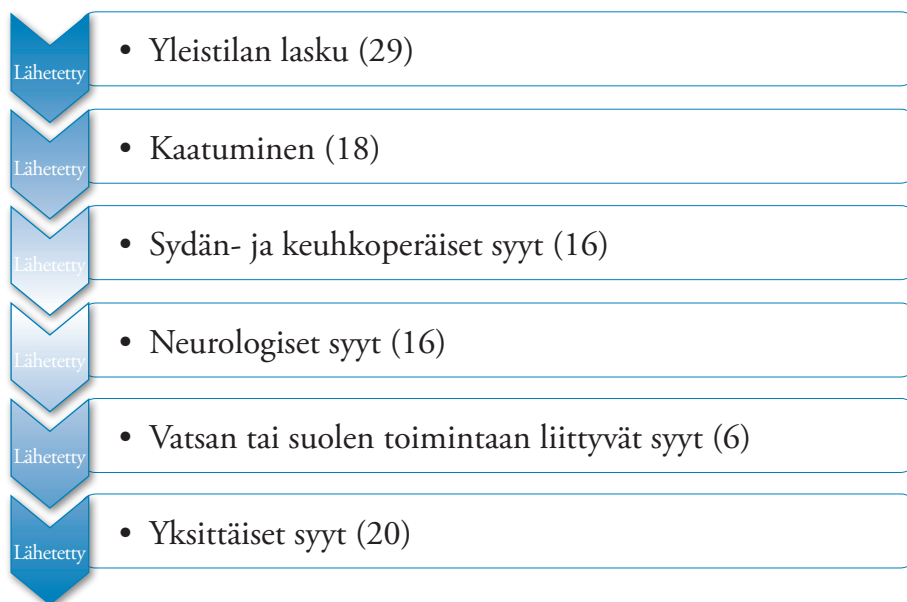 Lähetetty
• Yleistilan lasku (29)
Lähetetty
• Kaatuminen (18)
Lähetetty
• Sydän- ja keuhkoperäiset syyt (16)
Lähetetty
• Neurologiset syyt (16)
Lähetetty
• Vatsan tai suolen toimintaan liittyvät syyt (6)
Lähetetty
• Yksittäiset syyt (20)